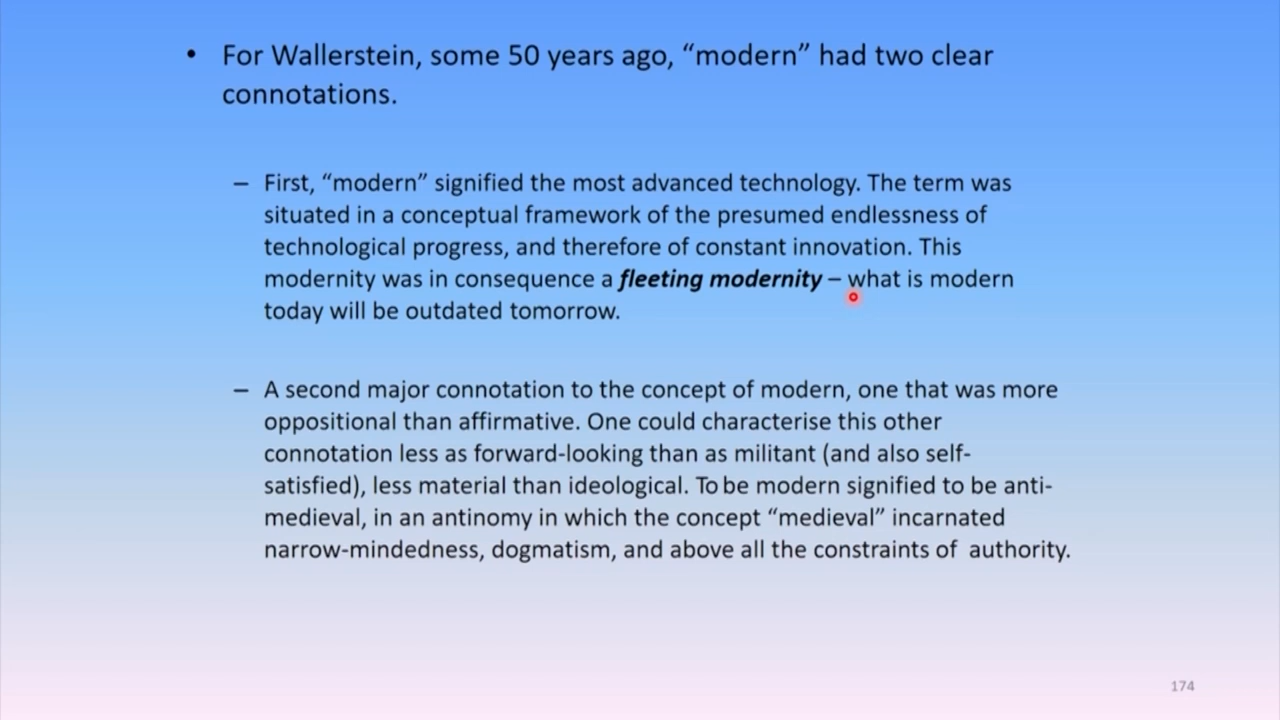 • For Wallerstein, some 50 years ago, “modern” had two clear
connotations.
– First, “modern” signified the most advanced technology. The term was
situated in a conceptual framework of the presumed endlessness of
technological progress, and therefore of constant innovation. This
modernity was in consequence a fleeting modernity – what is modern
today will be outdated tomorrow.
– A second major connotation to the concept of modern, one that was more
oppositional than affirmative. One could characterise this other
connotation less as forward-looking than as militant (and also self-
satisfied), less material than ideological. To be modern signified to be anti-
medieval, in an antinomy in which the concept “medieval” incarnated
narrow-mindedness, dogmatism, and above all the constraints of authority.
174